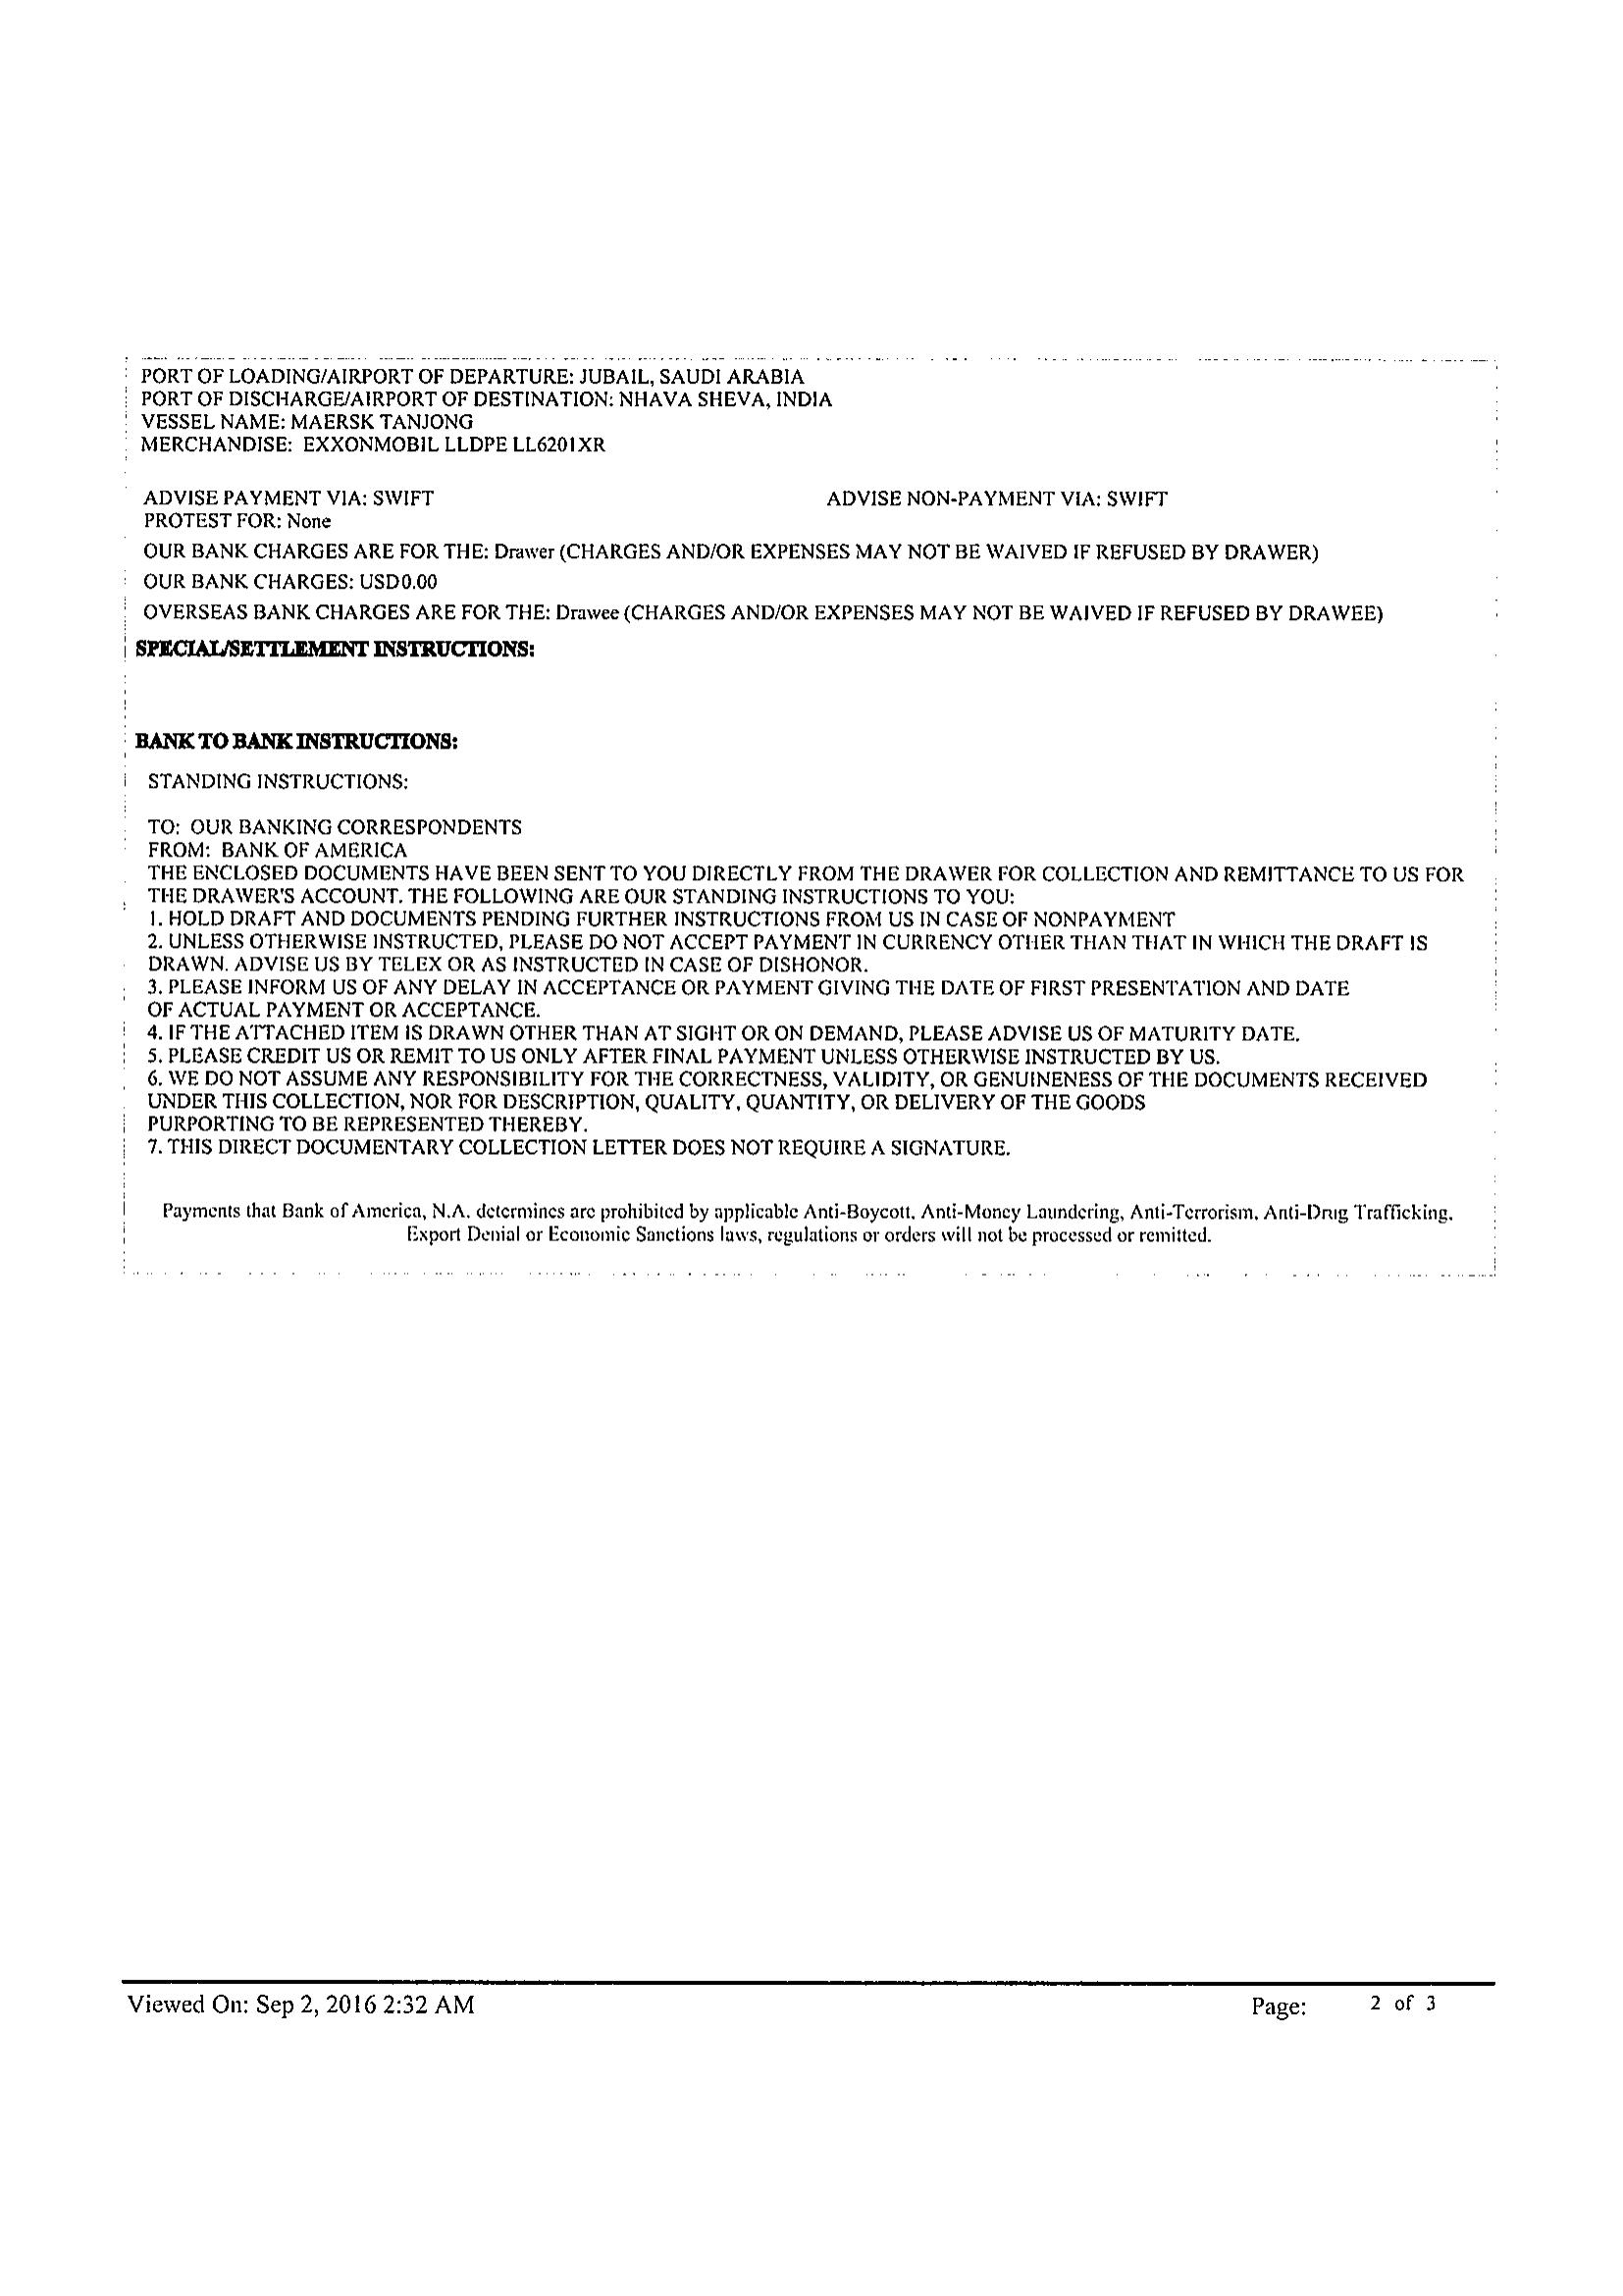 PORT OF LOADING/AIRPORT OF DEPARTURE: JUBAIL, SAUDI ARABIA
PORT OF DISCHARGE/AIRPORT OF DESTINATION: NHAVA SHEVA, INDIA
VESSEL NAME: MAERSK TANJONG
MERCHANDISE: EXXONMOBIL LLDPE LL6201XR
ADVISE PAYMENT VIA: SWIFT ADVISE NON-PAYMENT VIA: SWIFT
PROTEST FOR: None
OUR BANK CHARGES ARE FOR THE: Drawer (CHARGES AND/OR EXPENSES MAY NOT BE WAIVED IF REFUSED BY DRAWER)
OUR BANK CHARGES: USD0.00
OVERSEAS BANK CHARGES ARE FOR THE: Drawee (CHARGES AND/OR EXPENSES MAY NOT BE WAIVED IF REFUSED BY DRAWEE)
SPECIAL/SETTLEMENT INSTRUCTIONS:
BANK TO BANK INSTRUCTIONS:
STANDING INSTRUCTIONS:
TO: OUR BANKING CORRESPONDENTS
FROM: BANK OF AMERICA
THE ENCLOSED DOCUMENTS HAVE BEEN SENT TO YOU DIRECTLY FROM THE DRAWER FOR COLLECTION AND REMITTANCE TO US FOR
THE DRAWER'S ACCOUNT. THE FOLLOWING ARE OUR STANDING INSTRUCTIONS TO YOU:
1. HOLD DRAFT AND DOCUMENTS PENDING FURTHER INSTRUCTIONS FROM US IN CASE OF NONPAYMENT
2. UNLESS OTHERWISE INSTRUCTED, PLEASE DO NOT ACCEPT PAYMENT IN CURRENCY OTHER THAN THAT IN WHICH THE DRAFT IS
DRAWN. ADVISE US BY TELEX OR AS INSTRUCTED IN CASE OF DISHONOR.
3. PLEASE INFORM US OF ANY DELAY IN ACCEPTANCE OR PAYMENT GIVING THE DATE OF FIRST PRESENTATION AND DATE
OF ACTUAL PAYMENT OR ACCEPTANCE.
4. IF THE ATTACHED ITEM IS DRAWN OTHER THAN AT SIGHT OR ON DEMAND, PLEASE ADVISE US OF MATURITY DATE.
5. PLEASE CREDIT US OR REMIT TO US ONLY AFTER FINAL PAYMENT UNLESS OTHERWISE INSTRUCTED BY US.
6. WE DO NOT ASSUME ANY RESPONSIBILITY FOR THE CORRECTNESS, VALIDITY, OR GENUINENESS OF THE DOCUMENTS RECEIVED
UNDER THIS COLLECTION, NOR FOR DESCRIPTION, QUALITY, QUANTITY, OR DELIVERY OF THE GOODS
PURPORTING TO BE REPRESENTED THEREBY.
7. THIS DIRECT DOCUMENTARY COLLECTION LETTER DOES NOT REQUIRE A SIGNATURE.
Payments that Bank of America, N.A. determines are prohibited by applicable Anti-Boycott, Anti-Money Laundering, Anti-Terrorism, Anti-Drug Trafficking,
Export Denial or Economic Sanctions laws, regulations or orders will not be processed or remitted.
Viewed On: Sep 2, 2016 2:32 AM Page: 2 of 3